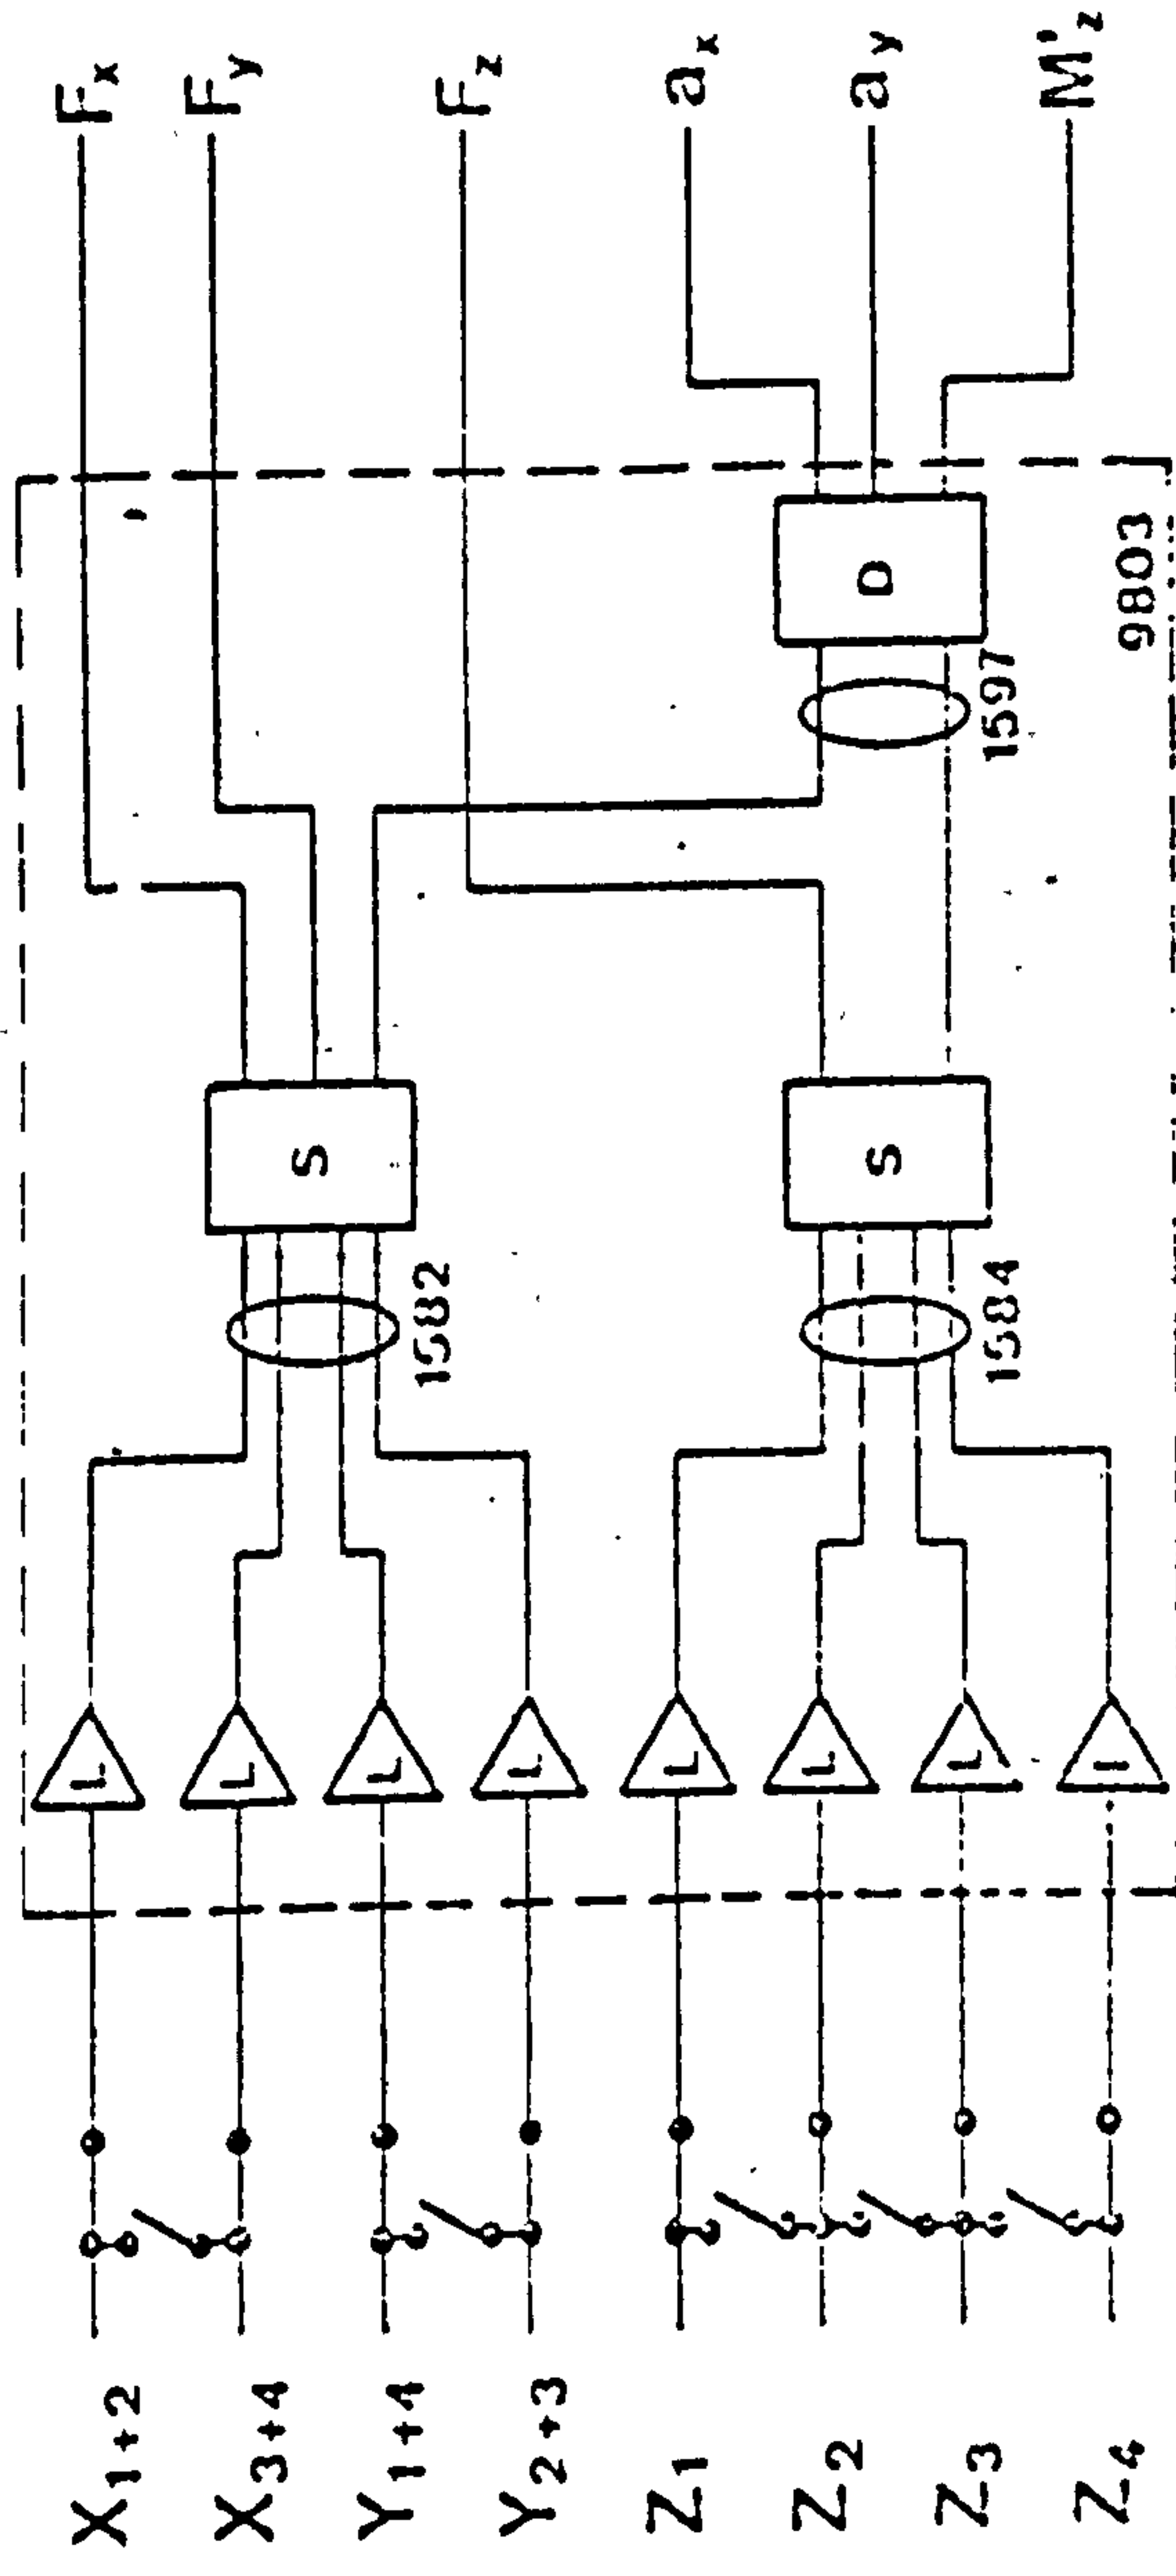 X1+2
X3+4
Y1+4
Y2+3
Z1
Z2
Z3
Z4
L
L
L
L
L
L
L
1582
1584
S
S
1597
D
9803
Fx
Fy
Fz
ax
ay
M'z